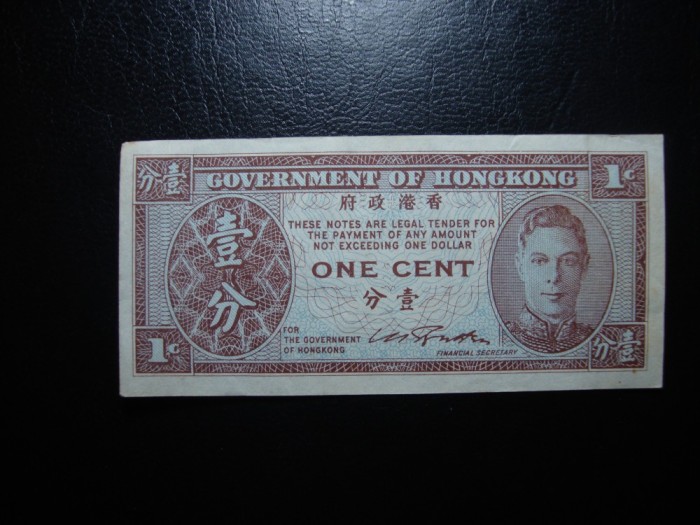 分壹
GOVERNMENT OF HONGKONG
1C
府政港香
THESE NOTES ARE LEGAL TENDER FOR
THE PAYMENT OF ANY AMOUNT
NOT EXCEEDING ONE DOLLAR
壹
分
ONE CENT
分壹
FOR
THE GOVERNMENT
OF HONGKONG
FINANCIAL SECRETARY
1C
分壹